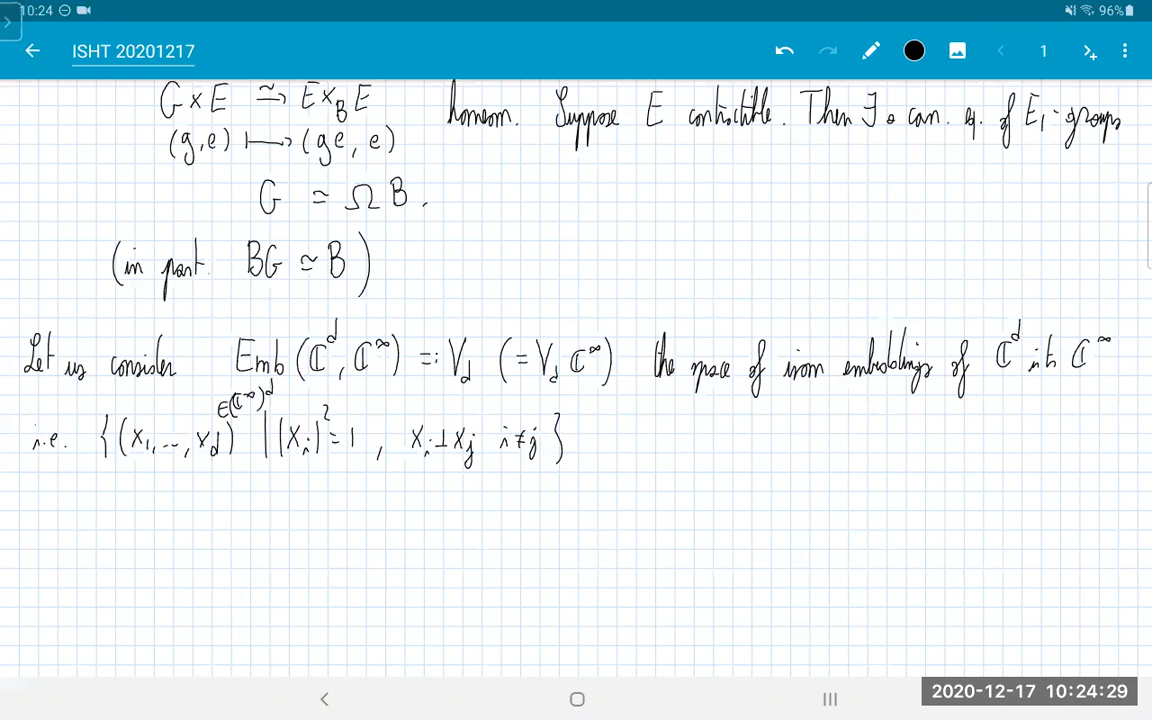 10:24
96%
ISHT 20201217
1
G × E ≃→ E ×_B E homeom. Suppose E contractible. Then ∃ a can. eq. of E₁-groups
(g,e) ⟼ (ge, e)
G ≃ ΩB.
(in part. BG ≃ B)
Let us consider Emb(ℂ^d, ℂ^∞) =: V_d (= V_d ℂ^∞) the space of isom embeddings of ℂ^d into ℂ^∞
i.e. {(x₁, ..., x_d) ∈(ℂ^∞)^d | |x_i|² = 1, x_i ⊥ x_j i≠j}
2020-12-17 10:24:29